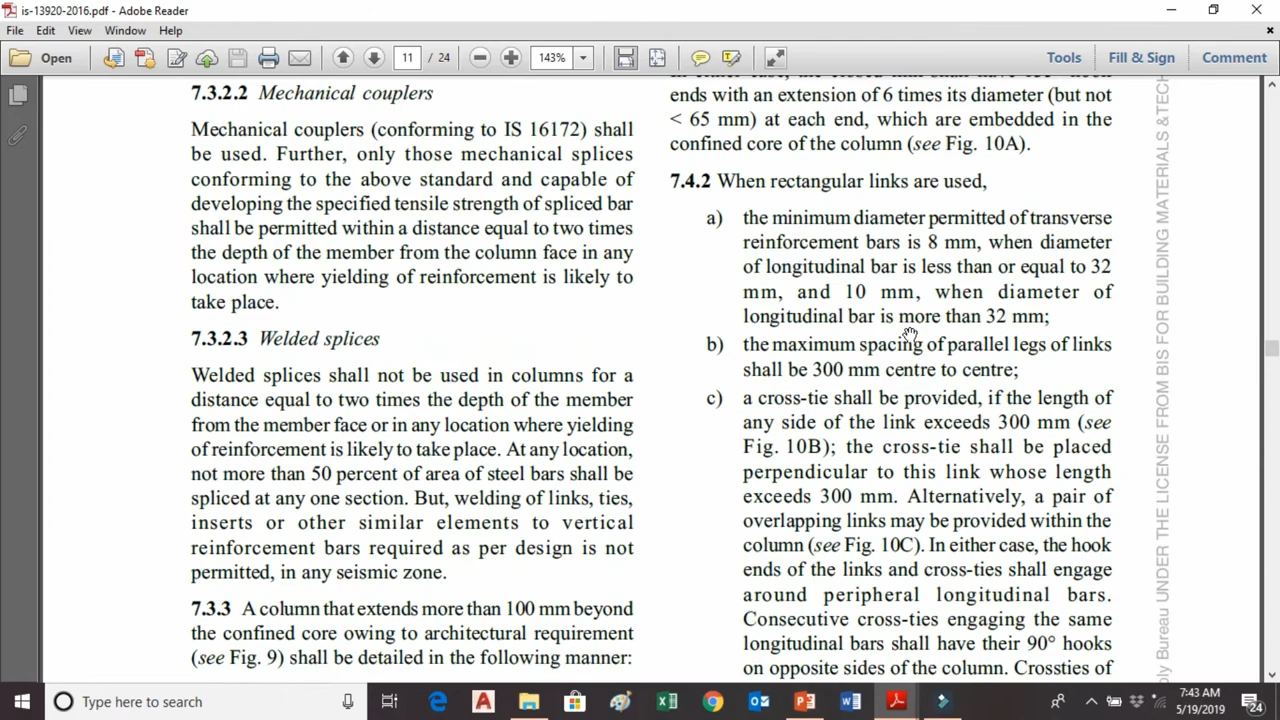 is-13920-2016.pdf - Adobe Reader
File Edit View Window Help
Open
11 / 24
143%
Tools
Fill & Sign
Comment
7.3.2.2 Mechanical couplers
Mechanical couplers (conforming to IS 16172) shall
be used. Further, only those mechanical splices
conforming to the above standard and capable of
developing the specified tensile strength of spliced bar
shall be permitted within a distance equal to two times
the depth of the member from the column face in any
location where yielding of reinforcement is likely to
take place.
7.3.2.3 Welded splices
Welded splices shall not be used in columns for a
distance equal to two times the depth of the member
from the member face or in any location where yielding
of reinforcement is likely to take place. At any location,
not more than 50 percent of area of steel bars shall be
spliced at any one section. But, welding of links, ties,
inserts or other similar elements to vertical
reinforcement bars required as per design is not
permitted, in any seismic zone.
7.3.3 A column that extends more than 100 mm beyond
the confined core owing to architectural requirement
(see Fig. 9) shall be detailed in the following manner:
ends with an extension of 6 times its diameter (but not
< 65 mm) at each end, which are embedded in the
confined core of the column (see Fig. 10A).
7.4.2 When rectangular links are used,
a) the minimum diameter permitted of transverse
reinforcement bars is 8 mm, when diameter
of longitudinal bar is less than or equal to 32
mm, and 10 mm, when diameter of
longitudinal bar is more than 32 mm;
b) the maximum spacing of parallel legs of links
shall be 300 mm centre to centre;
c) a cross-tie shall be provided, if the length of
any side of the link exceeds 300 mm (see
Fig. 10B); the cross-tie shall be placed
perpendicular to this link whose length
exceeds 300 mm. Alternatively, a pair of
overlapping links may be provided within the
column (see Fig. 10C). In either case, the hook
ends of the links and cross-ties shall engage
around peripheral longitudinal bars.
Consecutive cross-ties engaging the same
longitudinal bars shall have their 90° hooks
on opposite sides of the column. Crossties of
ply Bureau UNDER THE LICENSE FROM BIS FOR BUILDING MATERIALS &TECH
Type here to search
7:43 AM
5/19/2019
24